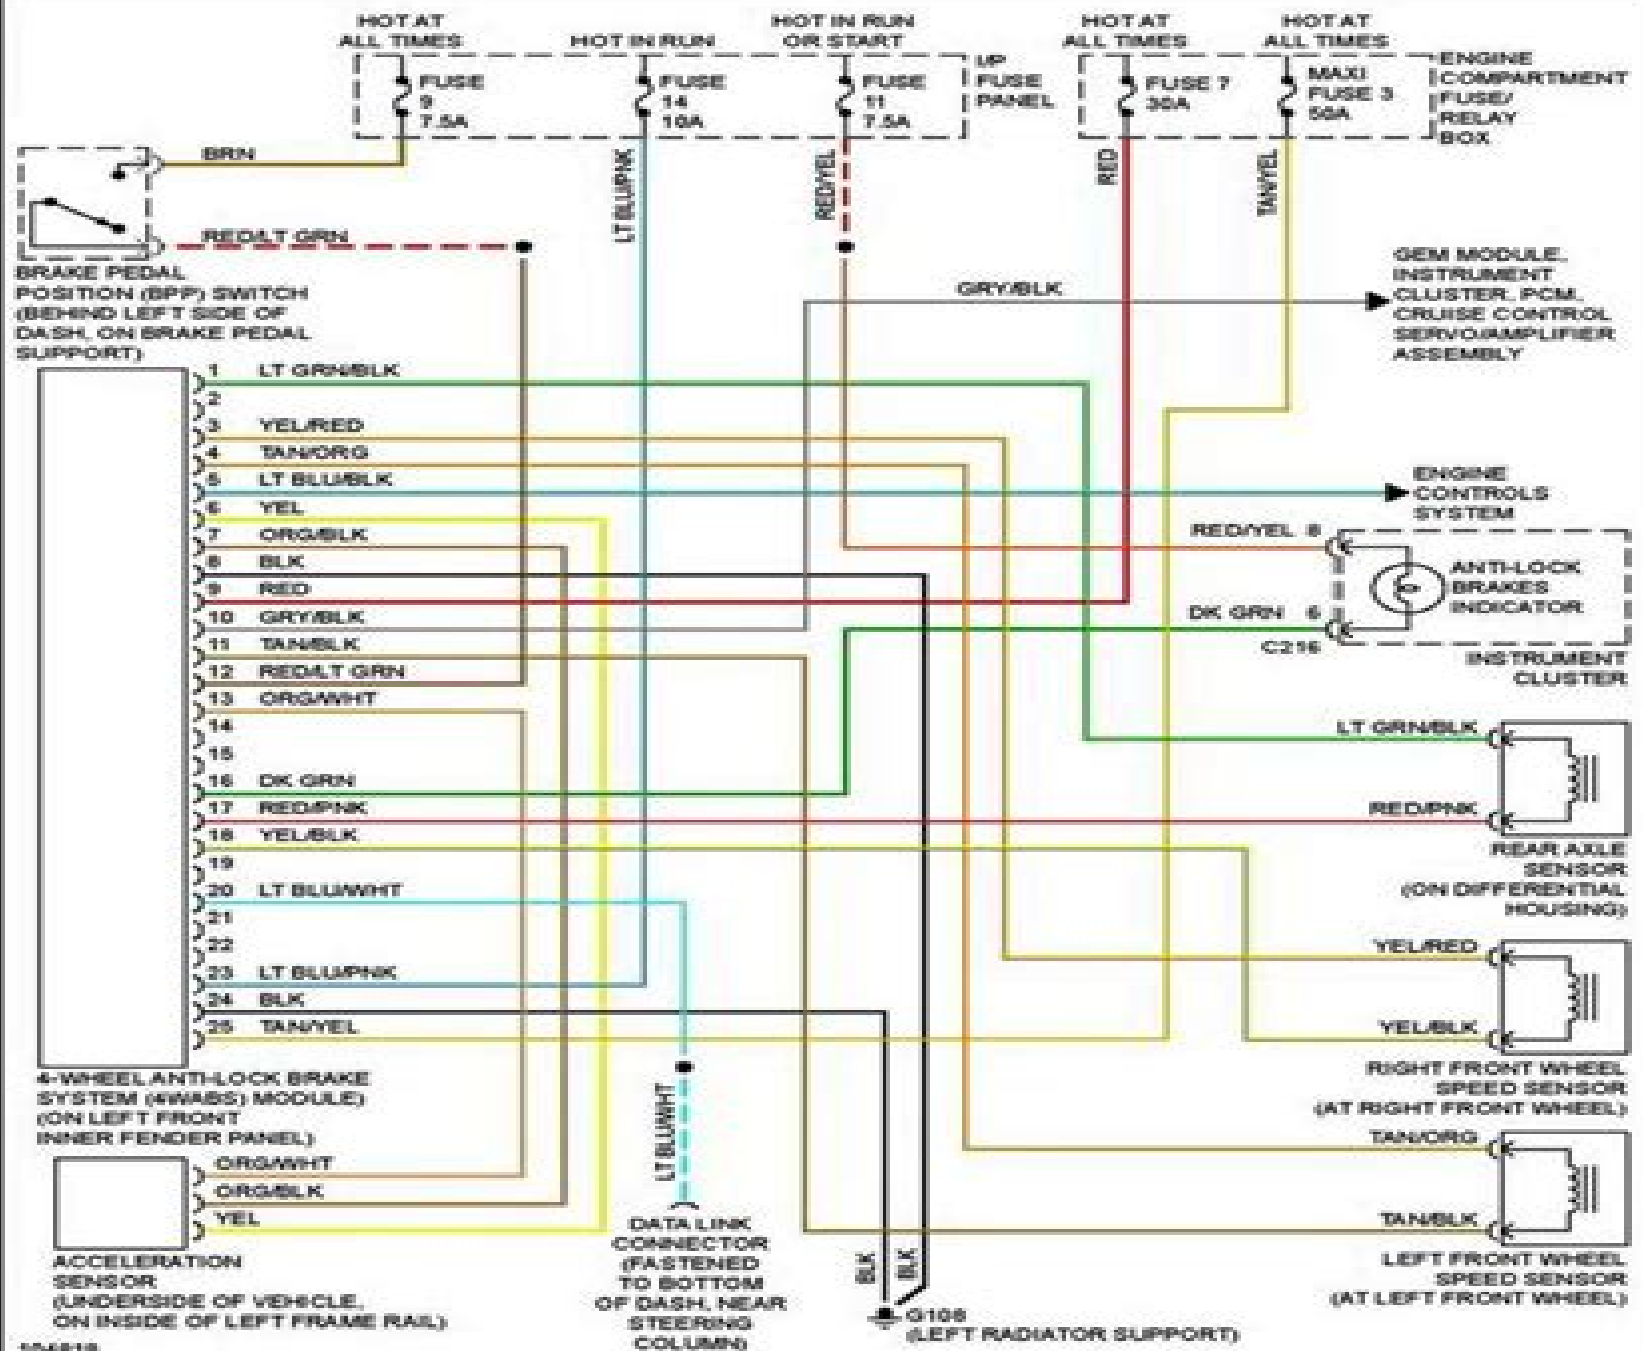 HOT AT
ALL TIMES
HOT IN RUN
HOT IN RUN
OR START
HOT AT
ALL TIMES
HOT AT
ALL TIMES
FUSE
9
7.5A
FUSE
14
10A
FUSE
11
7.5A
I/P
FUSE
PANEL
FUSE 7
30A
MAXI
FUSE 3
50A
ENGINE
COMPARTMENT
FUSE/
RELAY
BOX
BRN
LT BLU/PNK
RED/YEL
RED
TAN/YEL
RED/LT GRN
BRAKE PEDAL
POSITION (BPP) SWITCH
(BEHIND LEFT SIDE OF
DASH, ON BRAKE PEDAL
SUPPORT)
GRY/BLK
GEM MODULE,
INSTRUMENT
CLUSTER, PCM,
CRUISE CONTROL
SERVO/AMPLIFIER
ASSEMBLY
1 LT GRN/BLK
2
3 YEL/RED
4 TAN/ORG
5 LT BLU/BLK
6 YEL
7 ORG/BLK
8 BLK
9 RED
10 GRY/BLK
11 TAN/BLK
12 RED/LT GRN
13 ORG/WHT
14
15
16 DK GRN
17 RED/PNK
18 YEL/BLK
19
20 LT BLU/WHT
21
22
23 LT BLU/PNK
24 BLK
25 TAN/YEL
4-WHEEL ANTI-LOCK BRAKE
SYSTEM (4WABS) MODULE)
(ON LEFT FRONT
INNER FENDER PANEL)
ENGINE
CONTROLS
SYSTEM
RED/YEL 8
DK GRN 6
C216
ANTI-LOCK
BRAKES
INDICATOR
INSTRUMENT
CLUSTER
LT GRN/BLK
RED/PNK
REAR AXLE
SENSOR
(ON DIFFERENTIAL
HOUSING)
YEL/RED
YEL/BLK
RIGHT FRONT WHEEL
SPEED SENSOR
(AT RIGHT FRONT WHEEL)
TAN/ORG
TAN/BLK
LEFT FRONT WHEEL
SPEED SENSOR
(AT LEFT FRONT WHEEL)
ORG/WHT
ORG/BLK
YEL
ACCELERATION
SENSOR
(UNDERSIDE OF VEHICLE,
ON INSIDE OF LEFT FRAME RAIL)
LT BLU/WHT
DATA LINK
CONNECTOR
(FASTENED
TO BOTTOM
OF DASH, NEAR
STEERING
COLUMN)
BLK
BLK
G108
(LEFT RADIATOR SUPPORT)